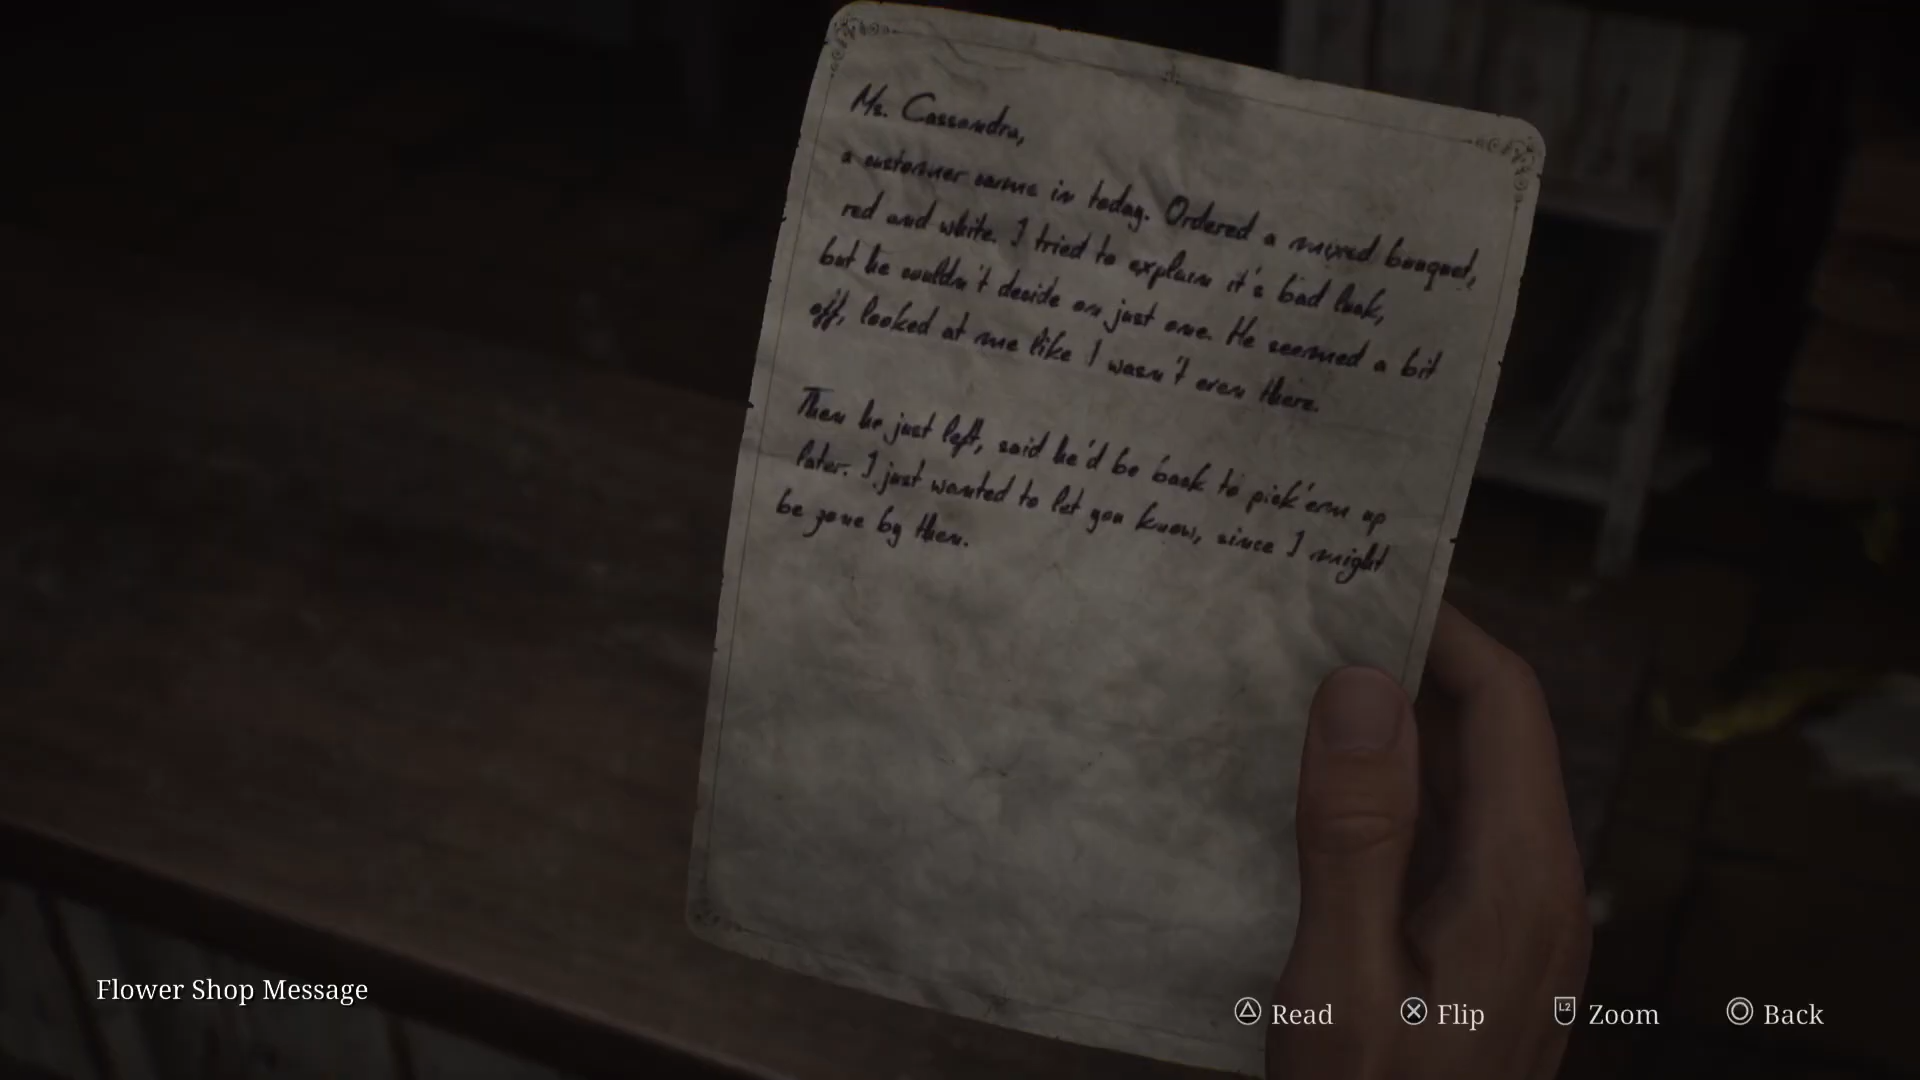 Ms. Cassandra,
a customer came in today. Ordered a mixed bouquet,
red and white. I tried to explain it's bad luck,
but he couldn't decide on just one. He seemed a bit
off, looked at me like I wasn't even there.
Then he just left, said he'd be back to pick'em up
later. I just wanted to let you know, since I might
be gone by then.
Flower Shop Message
Read
Flip
L2 Zoom
Back